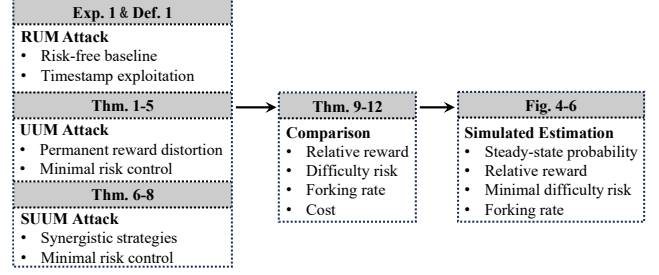 Exp. 1 & Def. 1
RUM Attack
• Risk-free baseline
• Timestamp exploitation
Thm. 1-5
UUM Attack
• Permanent reward distortion
• Minimal risk control
Thm. 6-8
SUUM Attack
• Synergistic strategies
• Minimal risk control
Thm. 9-12
Comparison
• Relative reward
• Difficulty risk
• Forking rate
• Cost
Fig. 4-6
Simulated Estimation
• Steady-state probability
• Relative reward
• Minimal difficulty risk
• Forking rate